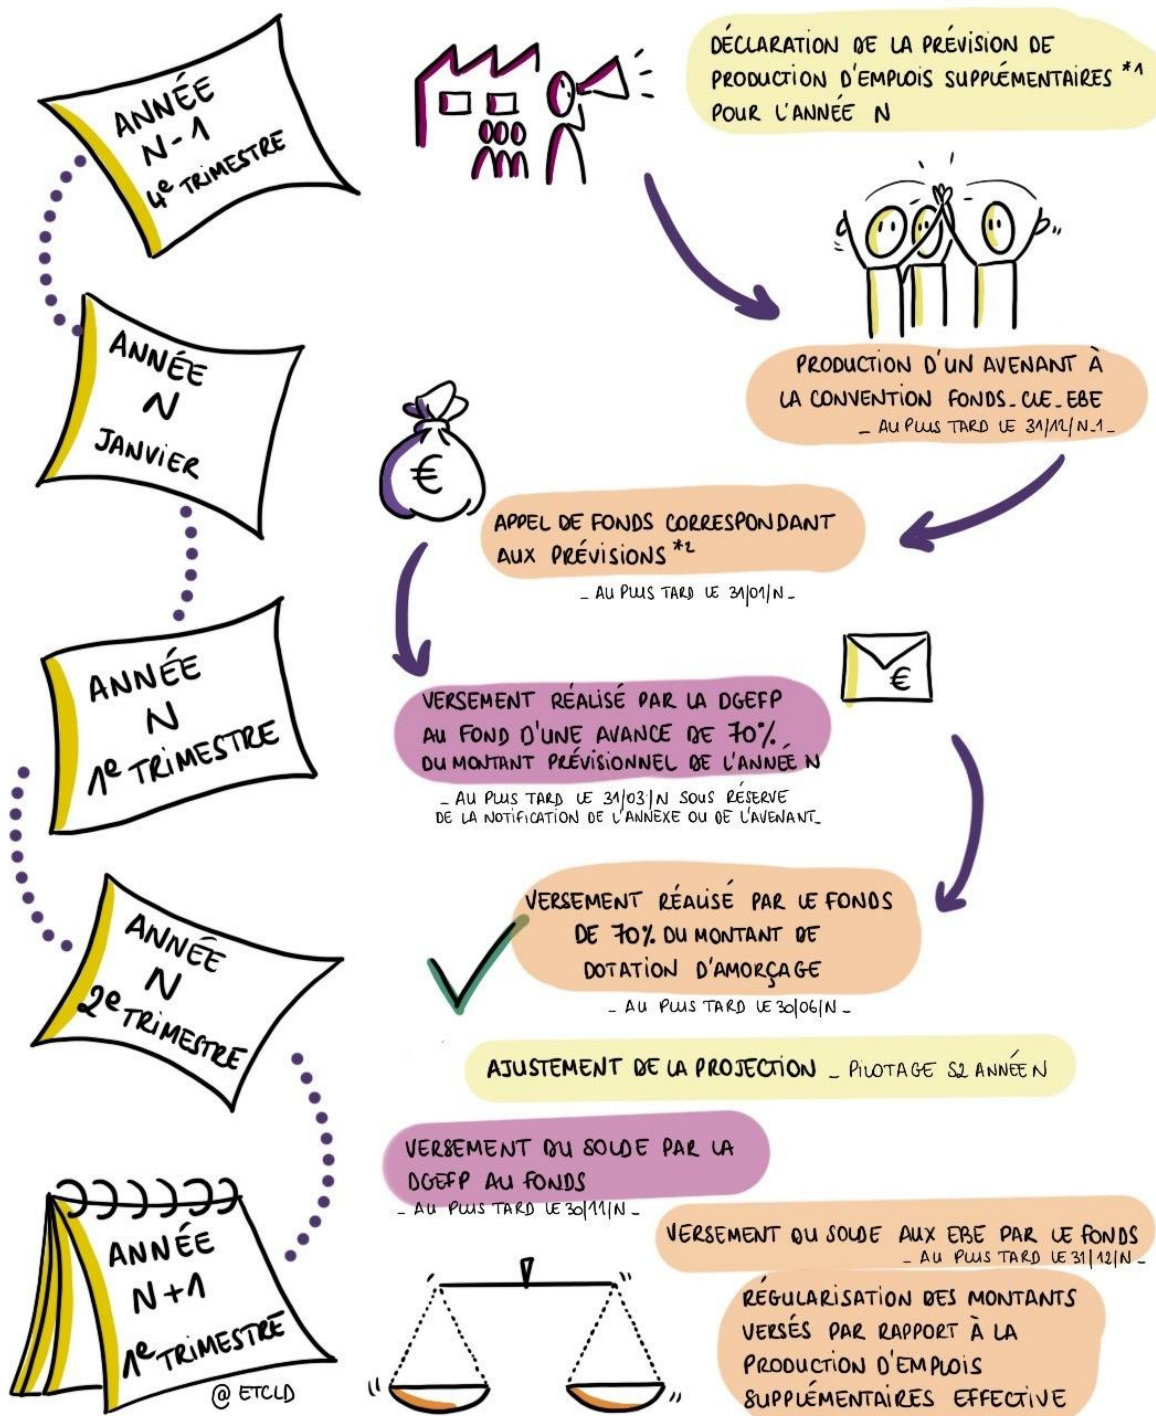 ANNÉE
N-1
4e TRIMESTRE
DÉCLARATION DE LA PRÉVISION DE
PRODUCTION D'EMPLOIS SUPPLÉMENTAIRES *1
POUR L'ANNÉE N
PRODUCTION D'UN AVENANT À
LA CONVENTION FONDS_CLE_EBE
_ AU PLUS TARD LE 31/12/N-1_
ANNÉE
N
JANVIER
€
APPEL DE FONDS CORRESPONDANT
AUX PRÉVISIONS *2
_ AU PLUS TARD LE 31/01/N_
ANNÉE
N
1e TRIMESTRE
€
VERSEMENT RÉALISÉ PAR LA DGEFP
AU FOND D'UNE AVANCE DE 70%
DU MONTANT PRÉVISIONNEL DE L'ANNÉE N
_ AU PLUS TARD LE 31/03/N SOUS RÉSERVE
DE LA NOTIFICATION DE L'ANNEXE OU DE L'AVENANT_
ANNÉE
N
2e TRIMESTRE
VERSEMENT RÉALISÉ PAR LE FONDS
DE 70% DU MONTANT DE
DOTATION D'AMORÇAGE
_ AU PLUS TARD LE 30/06/N_
AJUSTEMENT DE LA PROJECTION _ PILOTAGE S2 ANNÉE N
VERSEMENT DU SOLDE PAR LA
DGEFP AU FONDS
_ AU PLUS TARD LE 30/11/N_
VERSEMENT DU SOLDE AUX EBE PAR LE FONDS
_ AU PLUS TARD LE 31/12/N_
ANNÉE
N+1
1e TRIMESTRE
@ ETCLD
RÉGULARISATION DES MONTANTS
VERSÉS PAR RAPPORT À LA
PRODUCTION D'EMPLOIS
SUPPLÉMENTAIRES EFFECTIVE